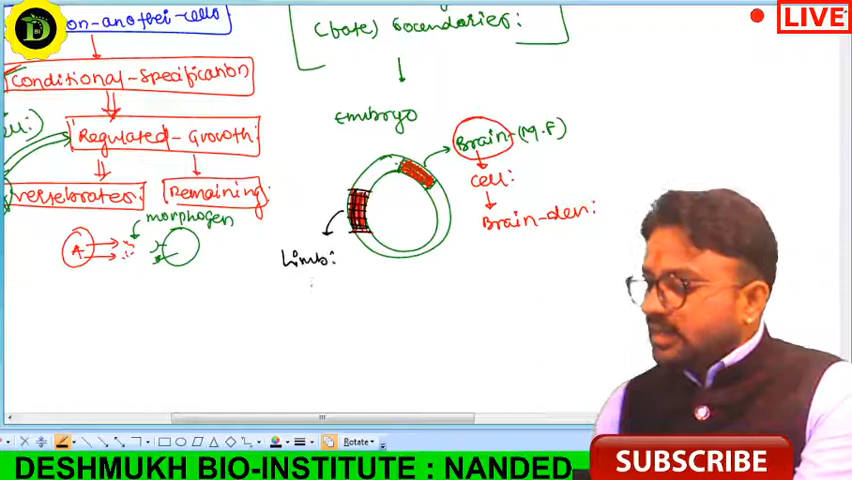 on-another-cells
Conditional-Specification
Regulated-Growth:
vertebrates:
Remaining:
morphogen
A
(bate) Boundaries:
Embryo
Brain-(M.F)
Cell:
Brain-dev:
Limb:
LIVE
D
Rotate
DESHMUKH BIO-INSTITUTE : NANDED
SUBSCRIBE